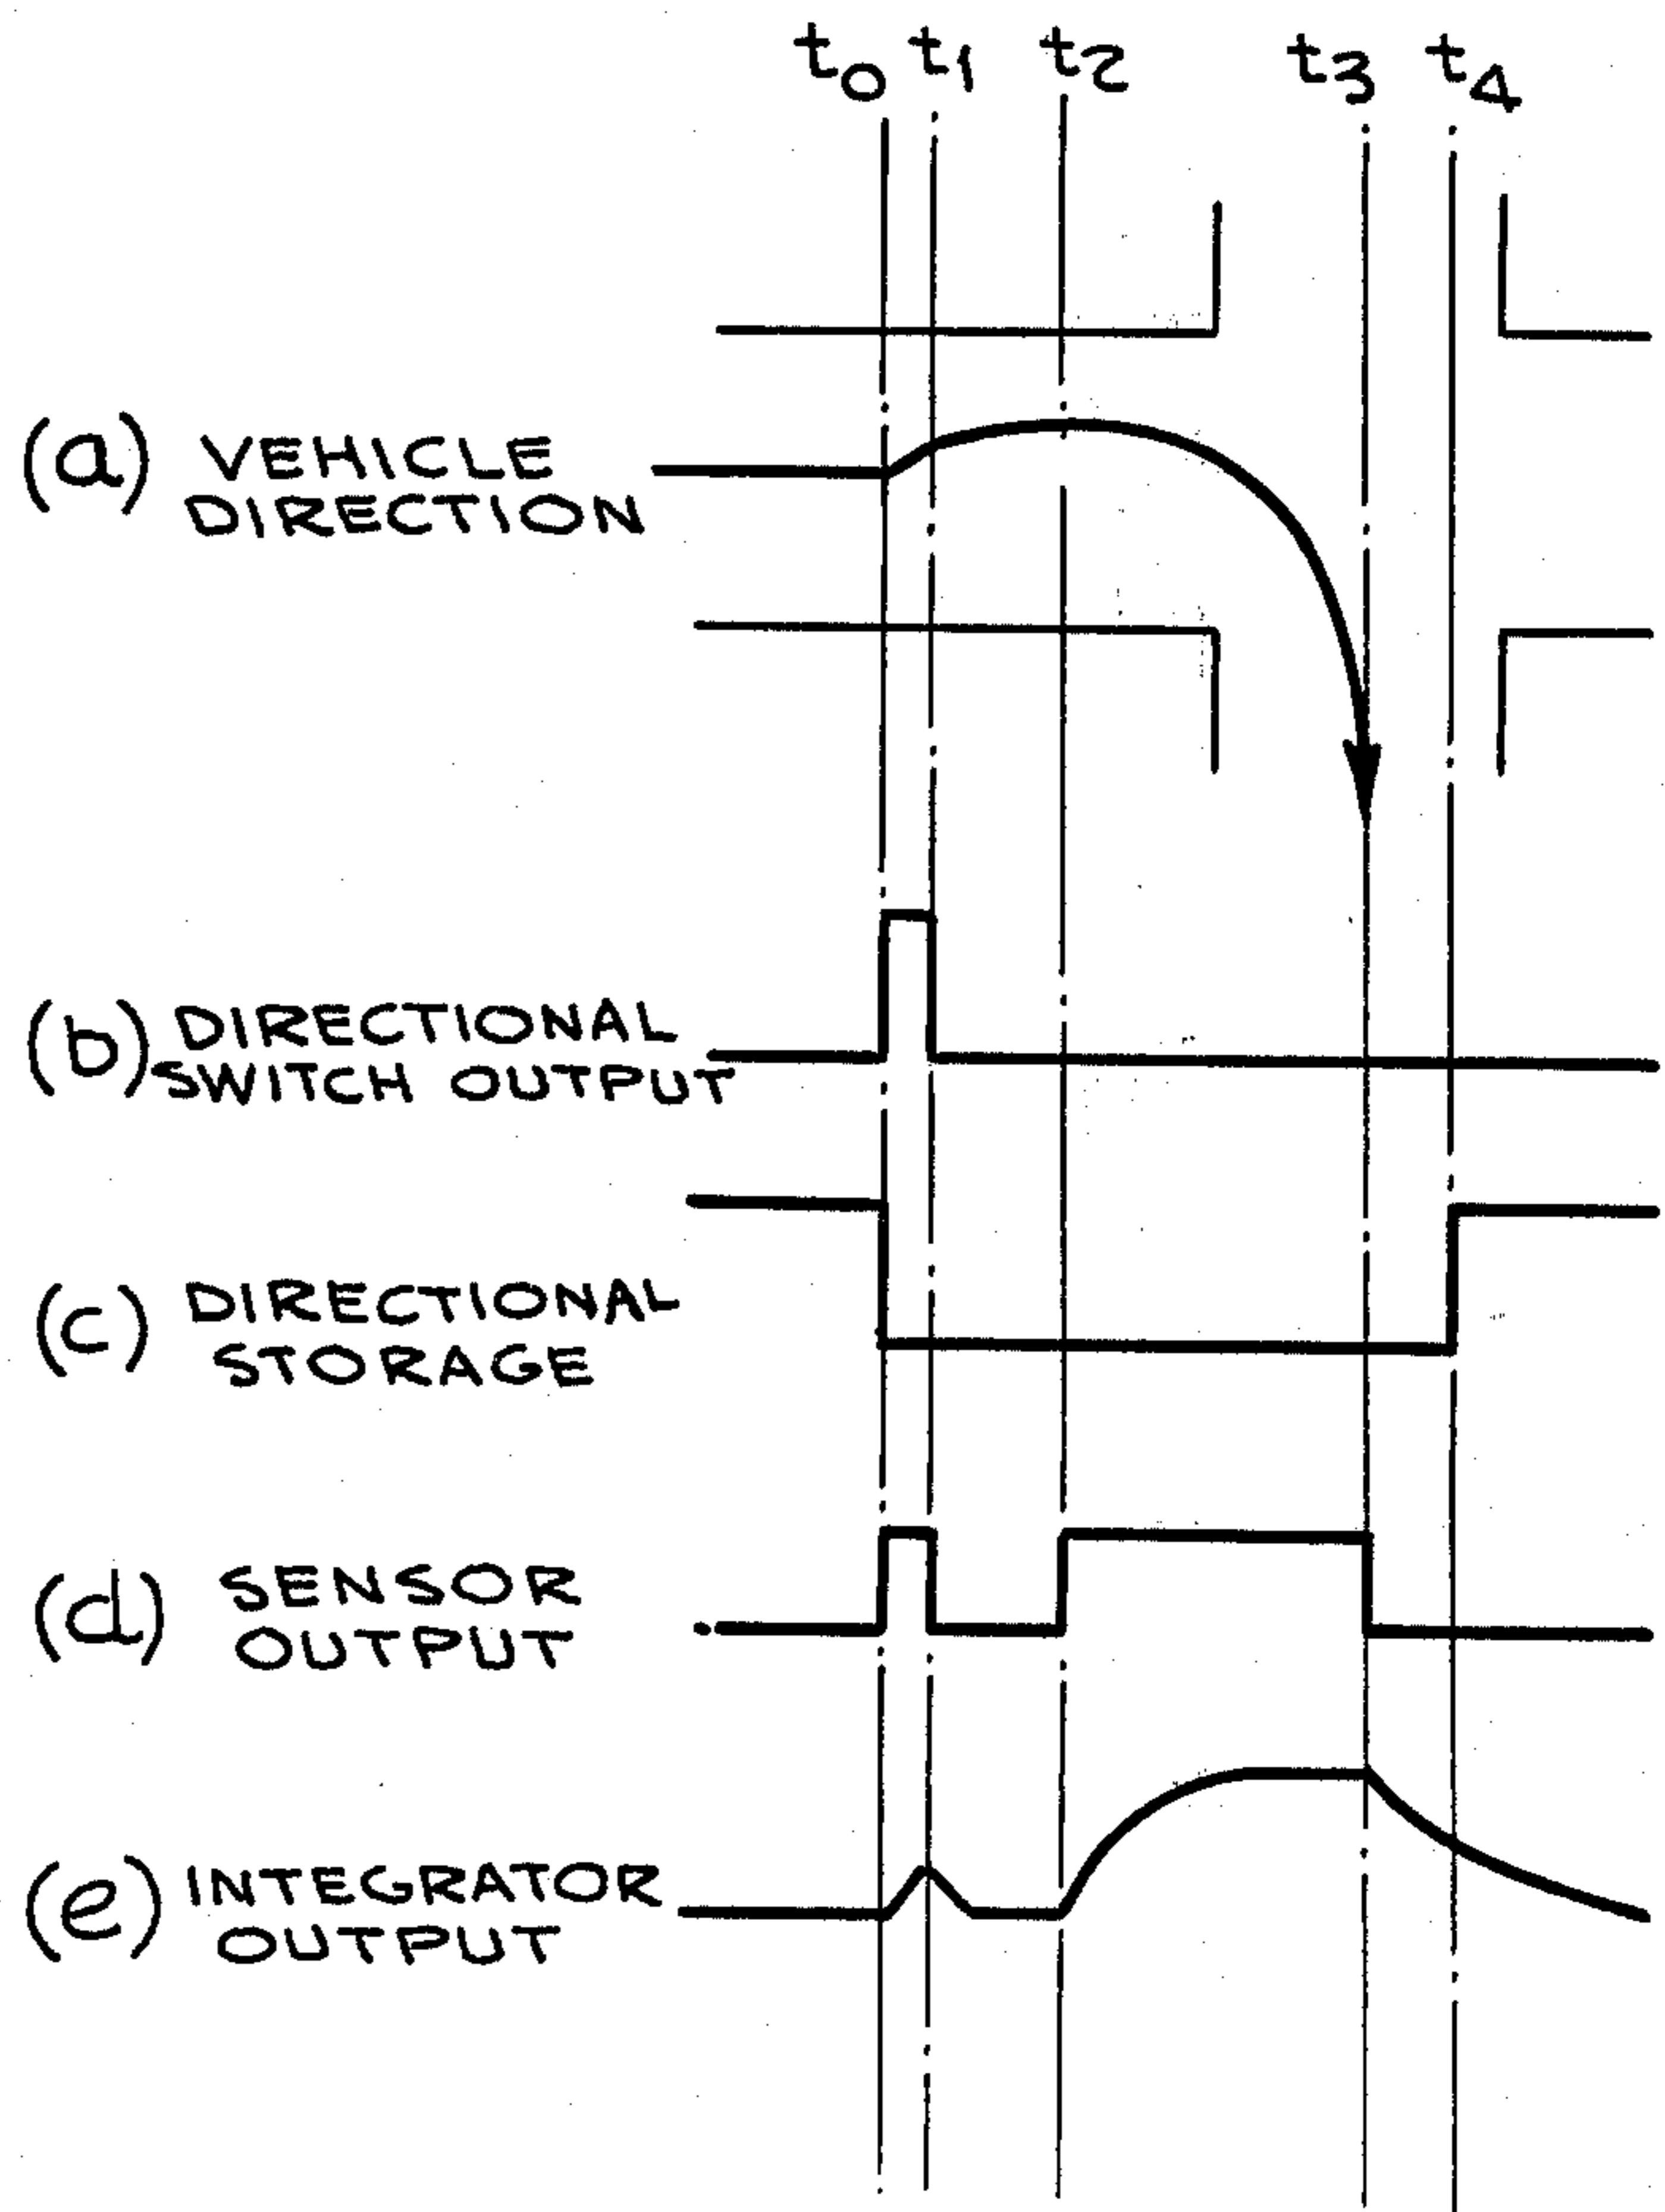 t0 t1 t2 t3 t4
(a) VEHICLE
DIRECTION
(b) DIRECTIONAL
SWITCH OUTPUT
(c) DIRECTIONAL
STORAGE
(d) SENSOR
OUTPUT
(e) INTEGRATOR
OUTPUT